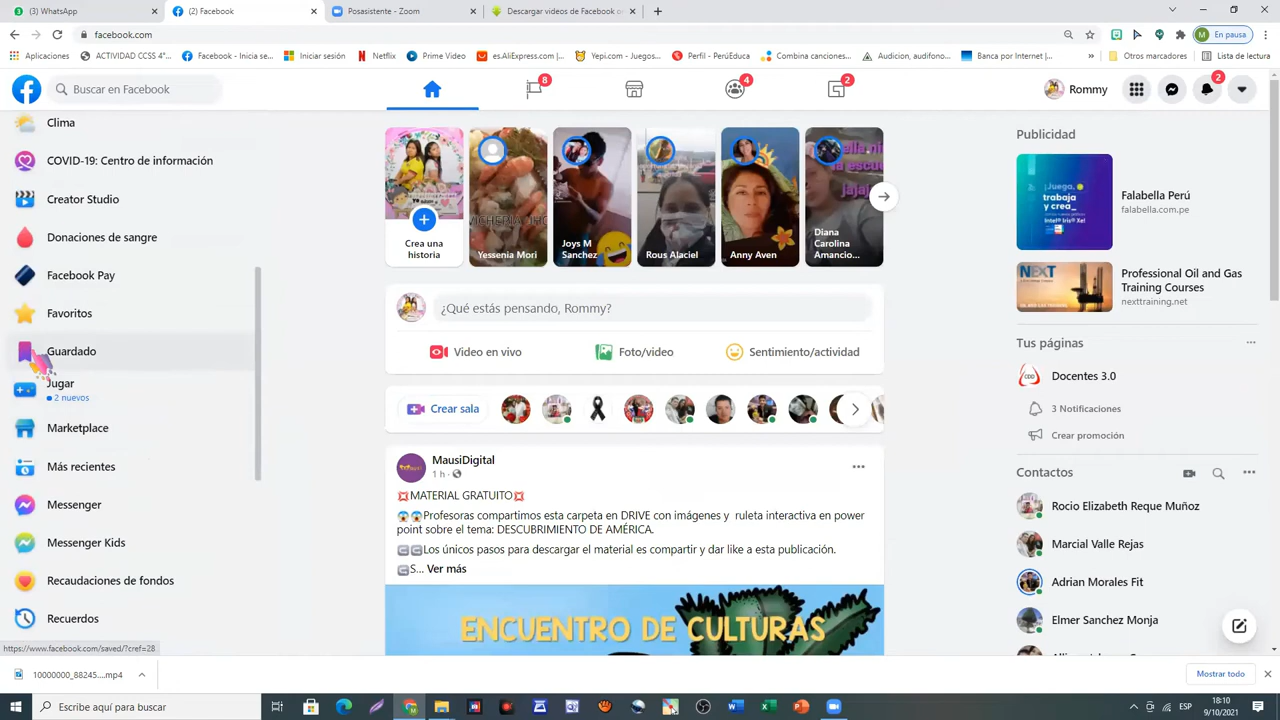 (3) WhatsApp
(2) Facebook
Posasistente - Zoom
Descargar videos de Facebook o
facebook.com
En pausa
Aplicaciones
ACTIVIDAD CCSS 4°...
Facebook - Inicia se...
Iniciar sesión
Netflix
Prime Video
es.AliExpress.com
Yepi.com - Juegos...
Perfil - PerúEduca
Combina canciones...
Audicion, audifono...
Banca por Internet |...
Otros marcadores
Lista de lectura
Buscar en Facebook
8
4
2
Rommy
2
Clima
COVID-19: Centro de información
Creator Studio
Donaciones de sangre
Facebook Pay
Favoritos
Guardado
Jugar
2 nuevos
Marketplace
Más recientes
Messenger
Messenger Kids
Recaudaciones de fondos
Recuerdos
https://www.facebook.com/saved/?cref=28
Crea una
historia
Yessenia Mori
Joys M
Sanchez
Rous Alaciel
Anny Aven
Diana
Carolina
Amancio...
¿Qué estás pensando, Rommy?
Video en vivo
Foto/video
Sentimiento/actividad
Crear sala
MausiDigital
1 h
💢MATERIAL GRATUITO💢
😱😱Profesoras compartimos esta carpeta en DRIVE con imágenes y ruleta interactiva en power
point sobre el tema: DESCUBRIMIENTO DE AMÉRICA.
Los únicos pasos para descargar el material es compartir y dar like a esta publicación.
S... Ver más
ENCUENTRO DE CULTURAS
Publicidad
¡Juega,
trabaja
y crea
Falabella Perú
falabella.com.pe
NEXT
Professional Oil and Gas
Training Courses
nexttraining.net
Tus páginas
Docentes 3.0
3 Notificaciones
Crear promoción
Contactos
Rocio Elizabeth Reque Muñoz
Marcial Valle Rejas
Adrian Morales Fit
Elmer Sanchez Monja
10000000_88245....mp4
Mostrar todo
Escribe aquí para buscar
ESP
18:10
9/10/2021